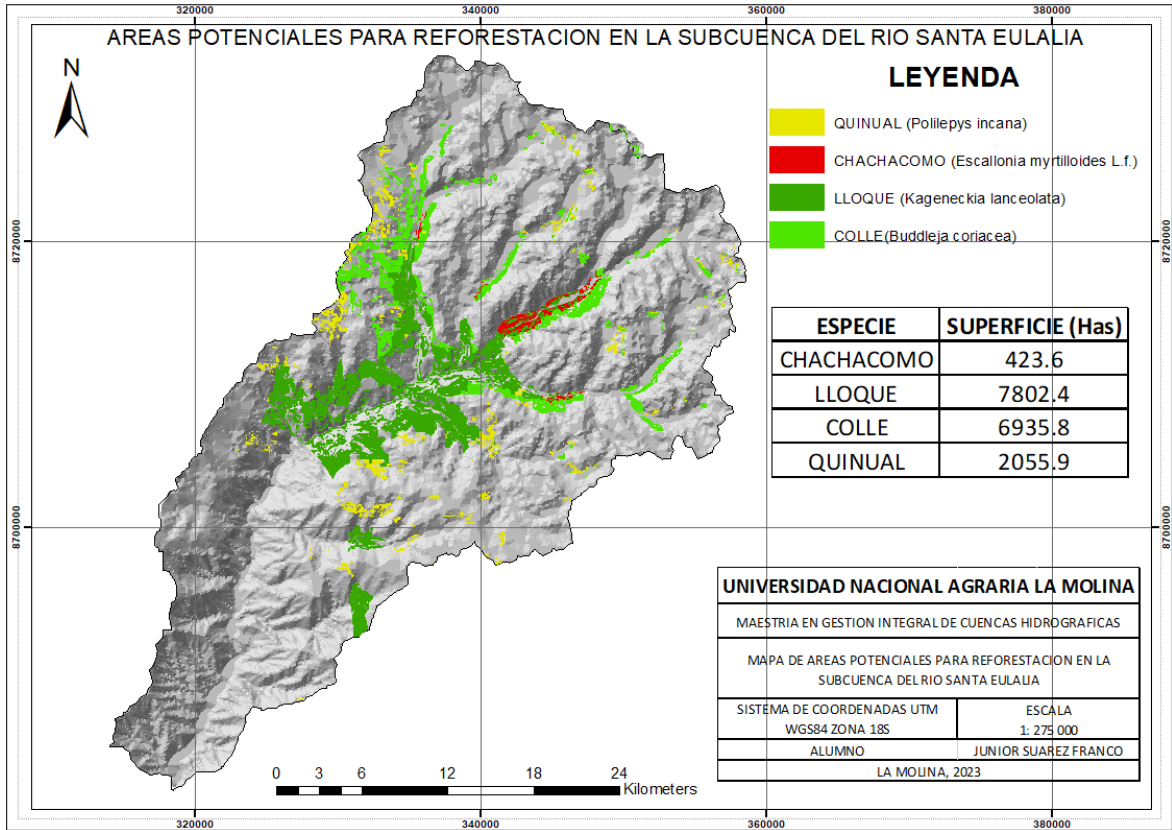 320000 340000 360000 380000
AREAS POTENCIALES PARA REFORESTACION EN LA SUBCUENCA DEL RIO SANTA EULALIA
N
LEYENDA
QUINUAL (Polilepys incana)
CHACHACOMO (Escallonia myrtilloides L.f.)
LLOQUE (Kageneckia lanceolata)
COLLE(Buddleja coriacea)
8720000 8720000
ESPECIE SUPERFICIE (Has)
CHACHACOMO 423.6
LLOQUE 7802.4
COLLE 6935.8
QUINUAL 2055.9
8700000 8700000
UNIVERSIDAD NACIONAL AGRARIA LA MOLINA
MAESTRIA EN GESTION INTEGRAL DE CUENCAS HIDROGRAFICAS
MAPA DE AREAS POTENCIALES PARA REFORESTACION EN LA
SUBCUENCA DEL RIO SANTA EULALIA
SISTEMA DE COORDENADAS UTM
WGS84 ZONA 18S
ESCALA
1: 275 000
ALUMNO JUNIOR SUAREZ FRANCO
LA MOLINA, 2023
0 3 6 12 18 24
Kilometers
320000 340000 360000 380000